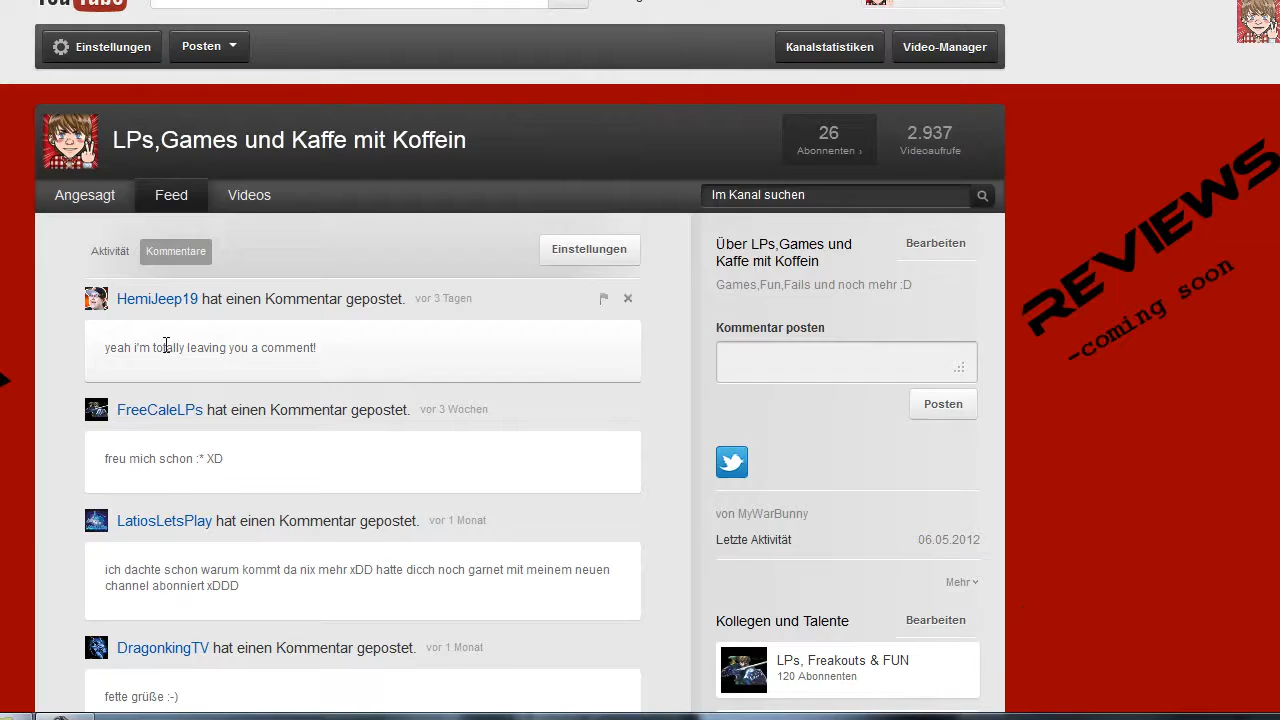 YouTube
Einstellungen
Posten
Kanalstatistiken
Video-Manager
LPs,Games und Kaffe mit Koffein
26
Abonnenten ›
2.937
Videoaufrufe
Angesagt
Feed
Videos
Im Kanal suchen
Aktivität
Kommentare
Einstellungen
HemiJeep19 hat einen Kommentar gepostet. vor 3 Tagen
yeah i'm totally leaving you a comment!
FreeCaleLPs hat einen Kommentar gepostet. vor 3 Wochen
freu mich schon :* XD
LatiosLetsPlay hat einen Kommentar gepostet. vor 1 Monat
ich dachte schon warum kommt da nix mehr xDD hatte dicch noch garnet mit meinem neuen
channel abonniert xDDD
DragonkingTV hat einen Kommentar gepostet. vor 1 Monat
fette grüße :-)
Über LPs,Games und
Kaffe mit Koffein
Bearbeiten
Games,Fun,Fails und noch mehr :D
Kommentar posten
Posten
von MyWarBunny
Letzte Aktivität 06.05.2012
Mehr
Kollegen und Talente
Bearbeiten
LPs, Freakouts & FUN
120 Abonnenten
REVIEWS
-coming soon